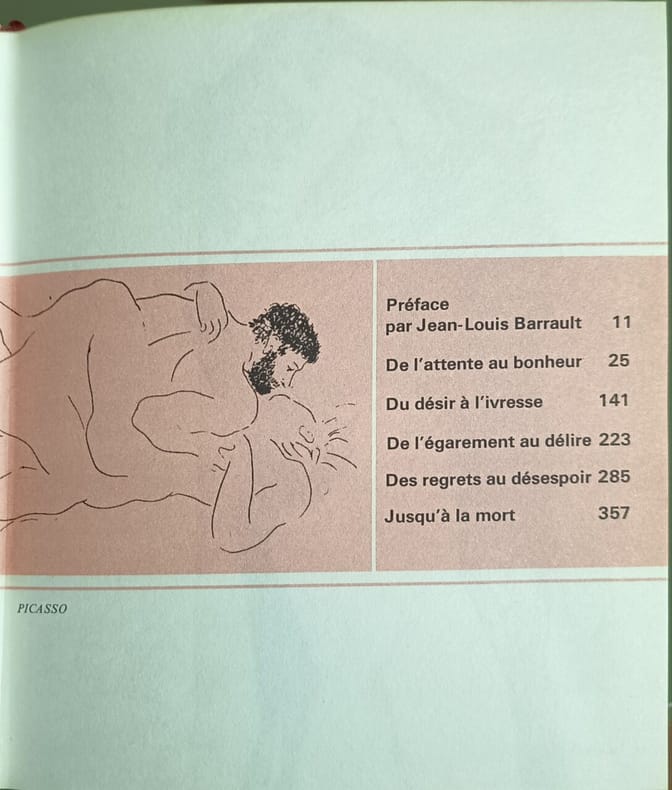 Préface
par Jean-Louis Barrault 11
De l'attente au bonheur 25
Du désir à l'ivresse 141
De l'égarement au délire 223
Des regrets au désespoir 285
Jusqu'à la mort 357
PICASSO